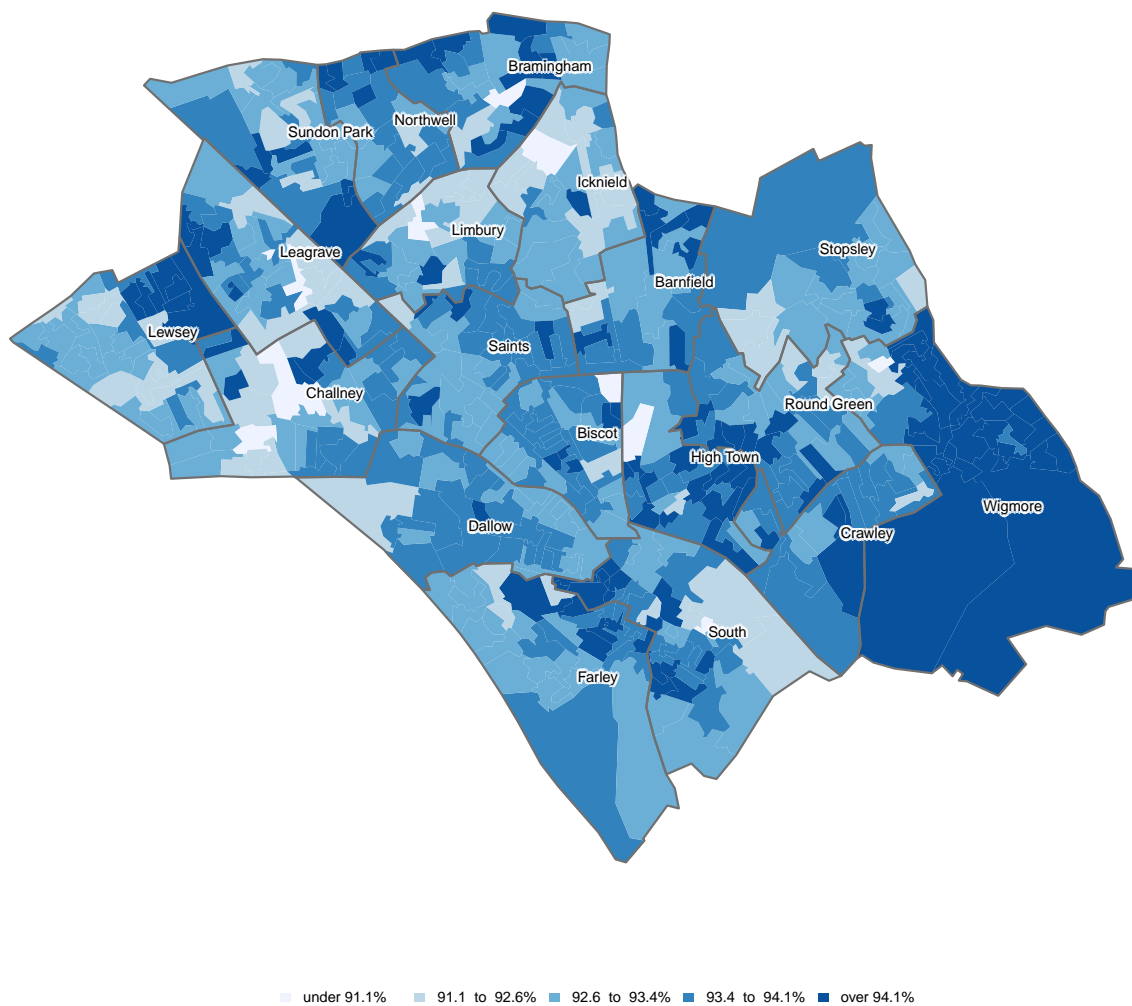 Bramingham
Northwell
Sundon Park
Icknield
Limbury
Leagrave
Stopsley
Barnfield
Lewsey
Saints
Challney
Round Green
Biscot
High Town
Wigmore
Dallow
Crawley
South
Farley
under 91.1% 91.1 to 92.6% 92.6 to 93.4% 93.4 to 94.1% over 94.1%